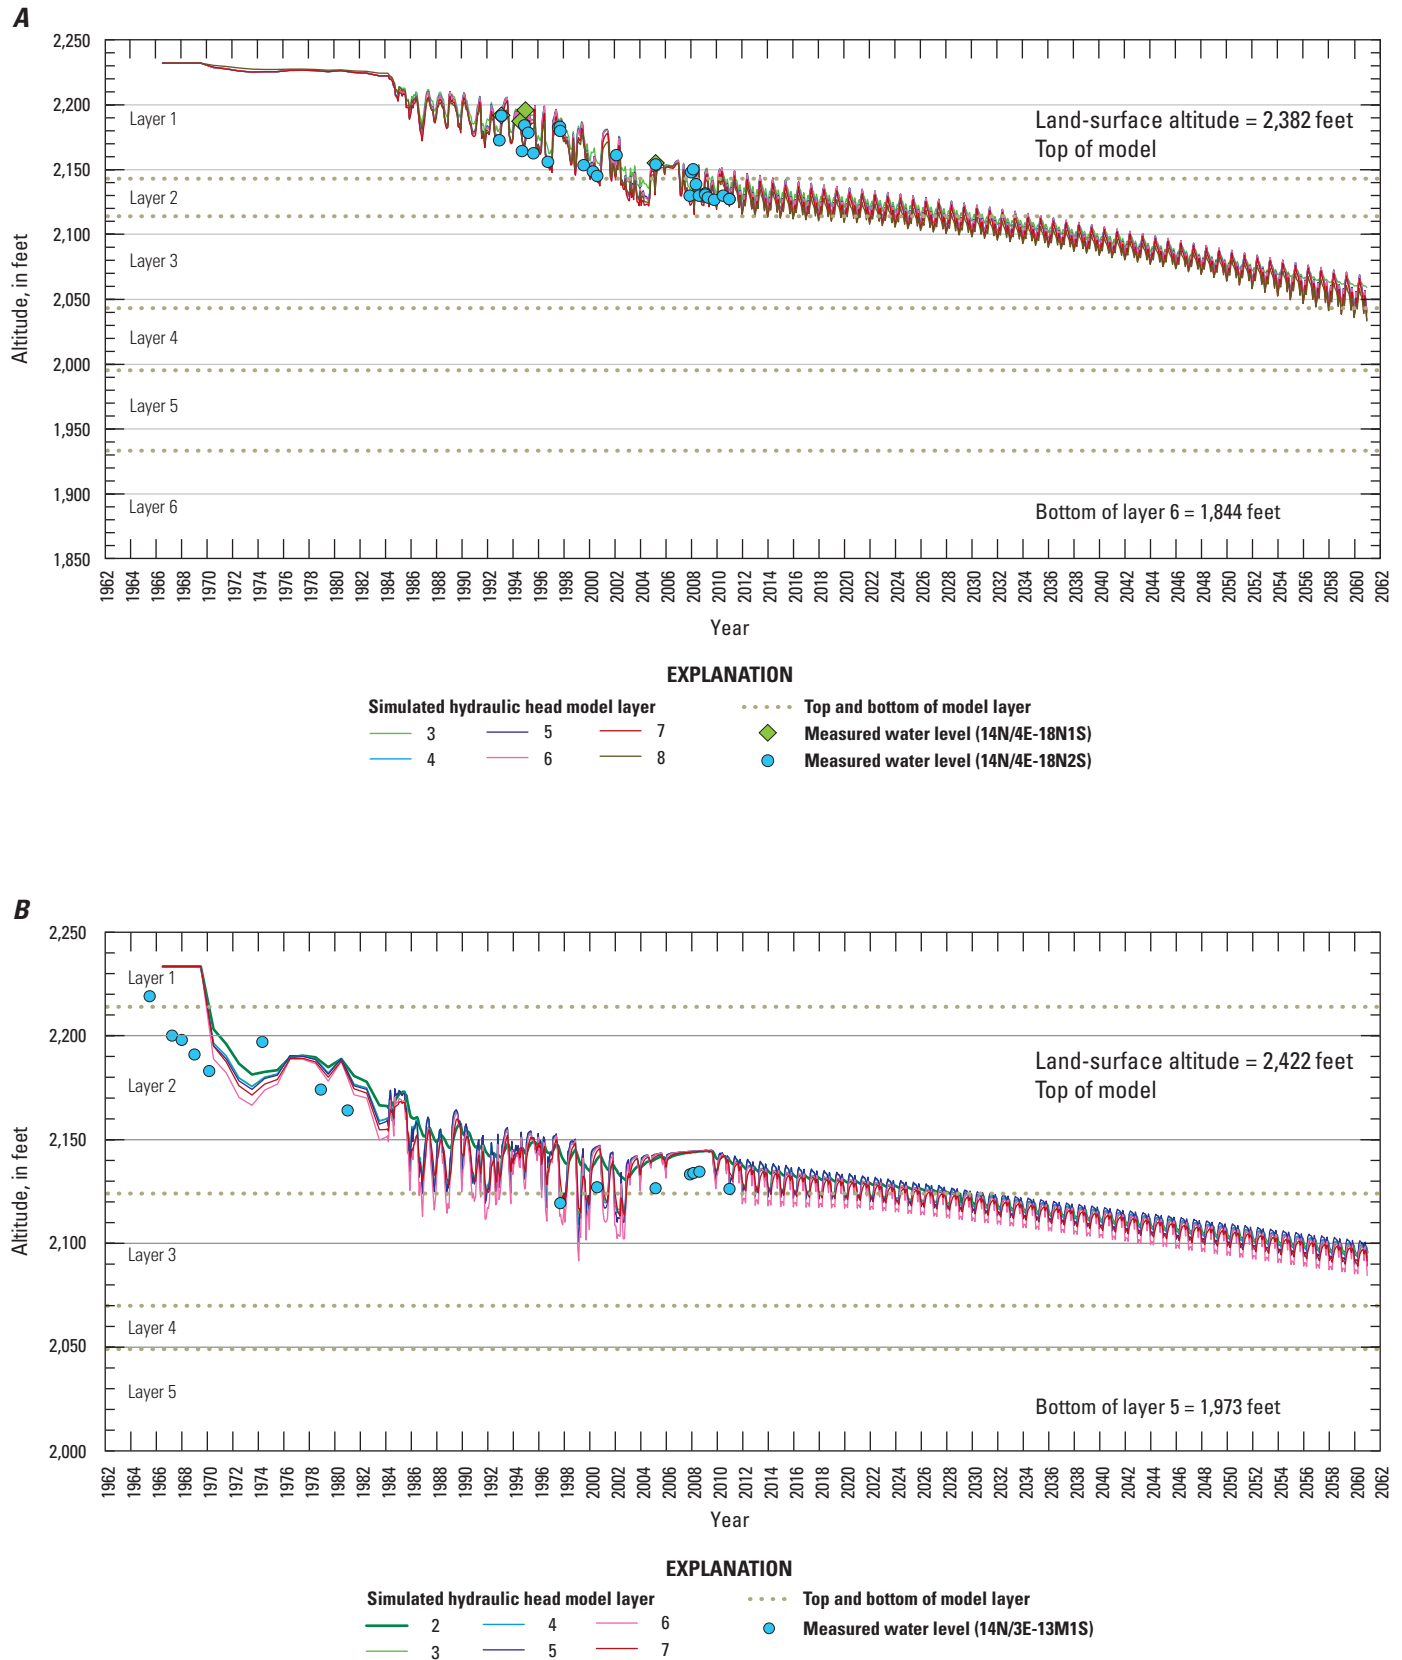 A
2,250
2,200
2,150
2,100
2,050
2,000
1,950
1,900
1,850
Altitude, in feet
Layer 1
Layer 2
Layer 3
Layer 4
Layer 5
Layer 6
Land-surface altitude = 2,382 feet
Top of model
Bottom of layer 6 = 1,844 feet
1962 1964 1966 1968 1970 1972 1974 1976 1978 1980 1982 1984 1986 1988 1990 1992 1994 1996 1998 2000 2002 2004 2006 2008 2010 2012 2014 2016 2018 2020 2022 2024 2026 2028 2030 2032 2034 2036 2038 2040 2042 2044 2046 2048 2050 2052 2054 2056 2058 2060 2062
Year
EXPLANATION
Simulated hydraulic head model layer
3 5 7
4 6 8
Top and bottom of model layer
Measured water level (14N/4E-18N1S)
Measured water level (14N/4E-18N2S)
B
2,250
2,200
2,150
2,100
2,050
2,000
Altitude, in feet
Layer 1
Layer 2
Layer 3
Layer 4
Layer 5
Land-surface altitude = 2,422 feet
Top of model
Bottom of layer 5 = 1,973 feet
1962 1964 1966 1968 1970 1972 1974 1976 1978 1980 1982 1984 1986 1988 1990 1992 1994 1996 1998 2000 2002 2004 2006 2008 2010 2012 2014 2016 2018 2020 2022 2024 2026 2028 2030 2032 2034 2036 2038 2040 2042 2044 2046 2048 2050 2052 2054 2056 2058 2060 2062
Year
EXPLANATION
Simulated hydraulic head model layer
2 4 6
3 5 7
Top and bottom of model layer
Measured water level (14N/3E-13M1S)